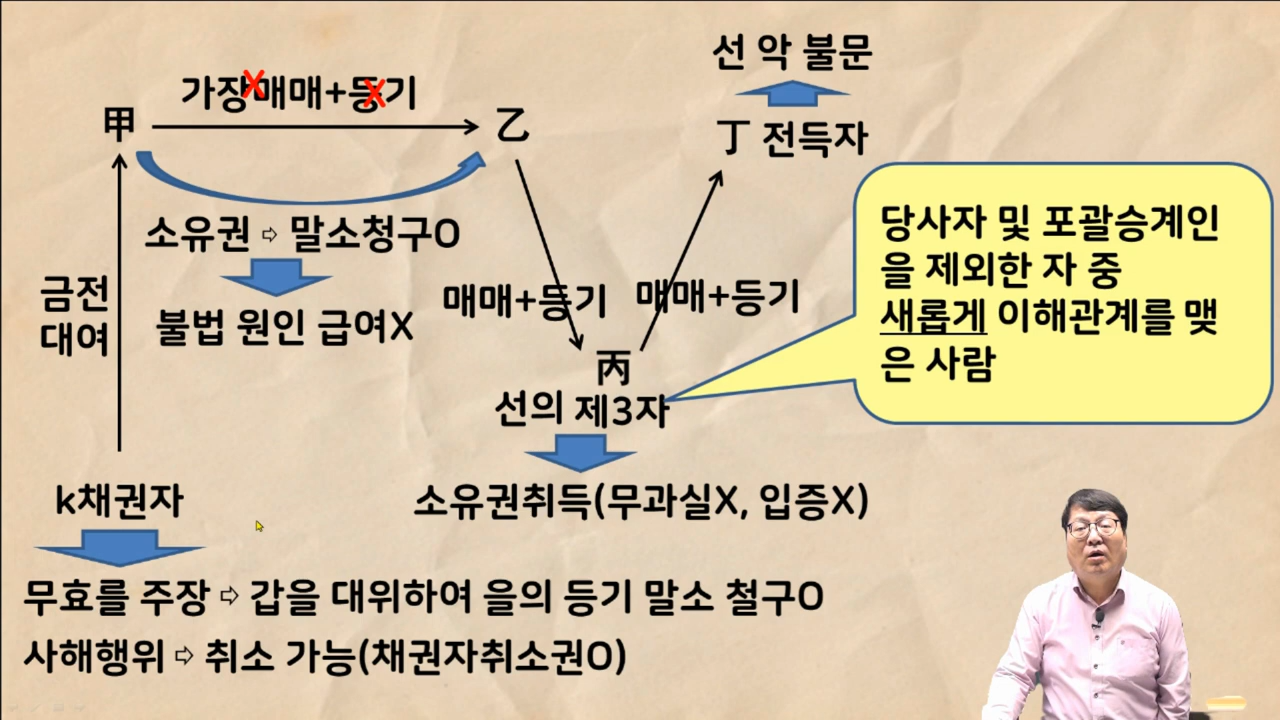 선 악 불문
가장매매+등기
甲
乙
丁 전득자
소유권 ⇨ 말소청구O
당사자 및 포괄승계인
을 제외한 자 중
새롭게 이해관계를 맺
은 사람
금전
대여
불법 원인 급여X
매매+등기
매매+등기
丙
선의 제3자
k채권자
소유권취득(무과실X, 입증X)
무효를 주장 ⇨ 갑을 대위하여 을의 등기 말소 철구O
사해행위 ⇨ 취소 가능(채권자취소권O)